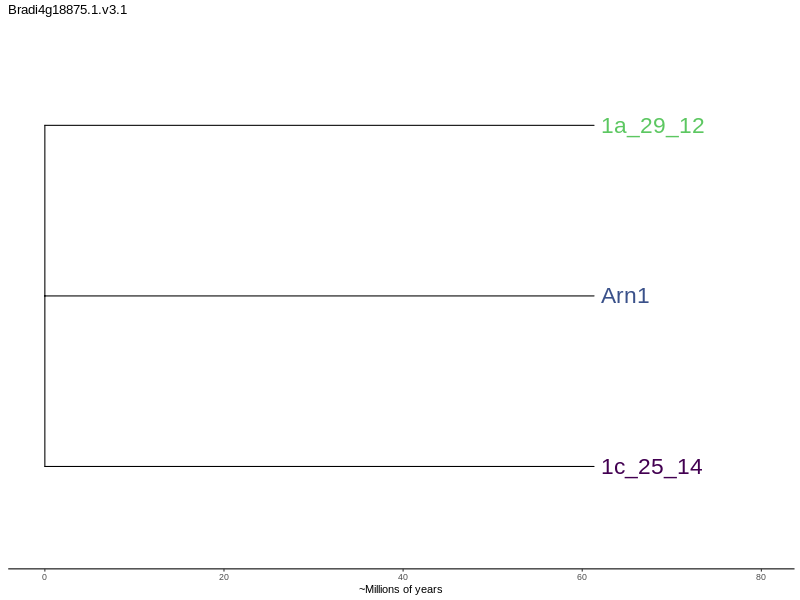 Bradi4g18875.1.v3.1
1a_29_12
Arn1
1c_25_14
0 20 40 60 80
~Millions of years